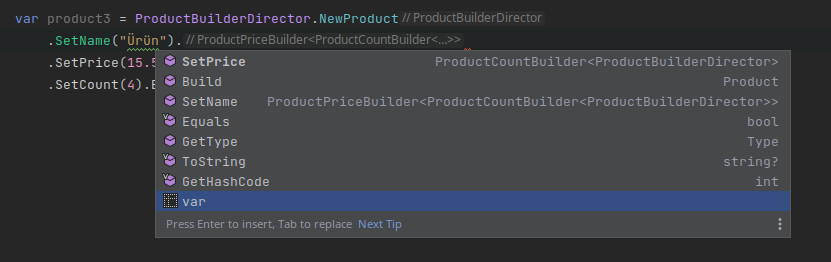 var product3 = ProductBuilderDirector.NewProduct // ProductBuilderDirector
.SetName("Ürün"). // ProductPriceBuilder<ProductCountBuilder<...>>
.SetPrice(15.5
.SetCount(4).B
SetPrice ProductCountBuilder<ProductBuilderDirector>
Build Product
SetName ProductPriceBuilder<ProductCountBuilder<ProductBuilderDirector>>
Equals bool
GetType Type
ToString string?
GetHashCode int
var
Press Enter to insert, Tab to replace Next Tip